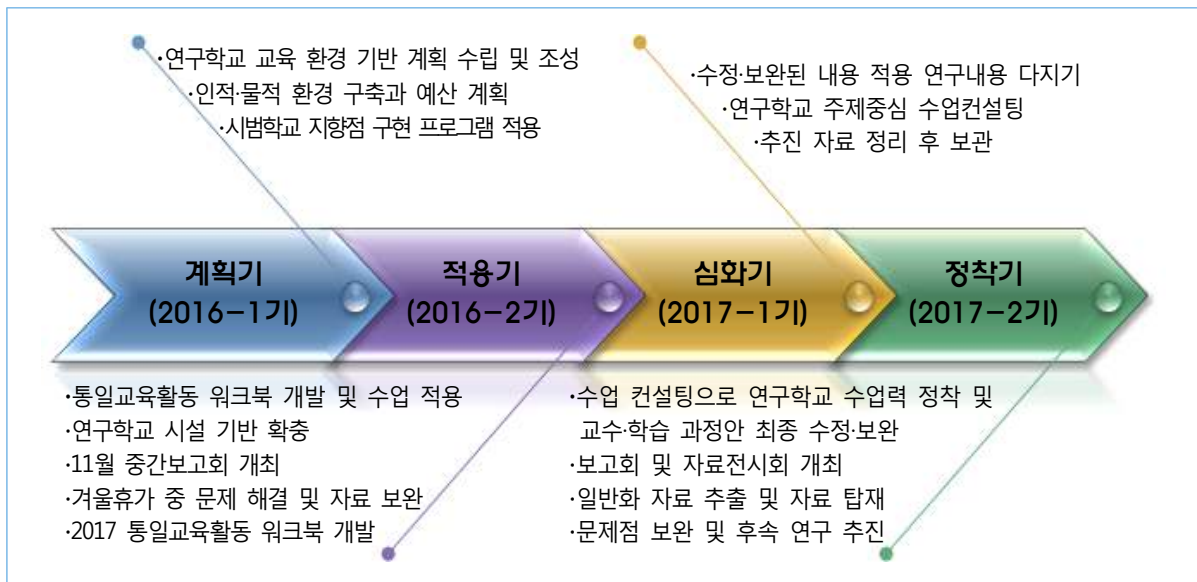 ·연구학교 교육 환경 기반 계획 수립 및 조성
·인적·물적 환경 구축과 예산 계획
·시범학교 지향점 구현 프로그램 적용
·수정·보완된 내용 적용 연구내용 다지기
·연구학교 주제중심 수업컨설팅
·추진 자료 정리 후 보관
계획기
(2016-1기)
적용기
(2016-2기)
심화기
(2017-1기)
정착기
(2017-2기)
·통일교육활동 워크북 개발 및 수업 적용
·연구학교 시설 기반 확충
·11월 중간보고회 개최
·겨울휴가 중 문제 해결 및 자료 보완
·2017 통일교육활동 워크북 개발
·수업 컨설팅으로 연구학교 수업력 정착 및
교수·학습 과정안 최종 수정·보완
·보고회 및 자료전시회 개최
·일반화 자료 추출 및 자료 탑재
·문제점 보완 및 후속 연구 추진